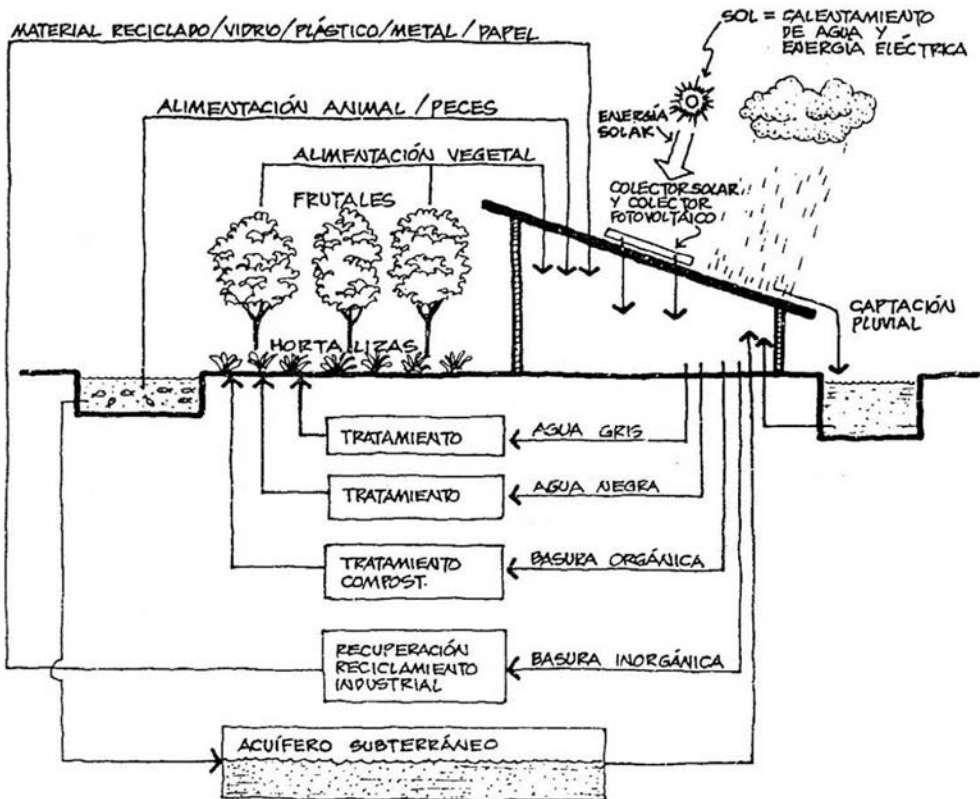 MATERIAL RECICLADO/VIDRIO/PLÁSTICO/METAL/PAPEL
SOL = CALENTAMIENTO
DE AGUA Y
ENERGÍA ELÉCTRICA
ALIMENTACIÓN ANIMAL/PECES
ENERGÍA
SOLAR
ALIMENTACIÓN VEGETAL
FRUTALES
COLECTOR SOLAR
Y COLECTOR
FOTOVOLTAICO
CAPTACIÓN
PLUVIAL
HORTALIZAS
TRATAMIENTO
AGUA GRIS
TRATAMIENTO
AGUA NEGRA
TRATAMIENTO
COMPOST.
BASURA ORGÁNICA
RECUPERACIÓN
RECICLAMIENTO
INDUSTRIAL
BASURA INORGÁNICA
ACUÍFERO SUBTERRÁNEO